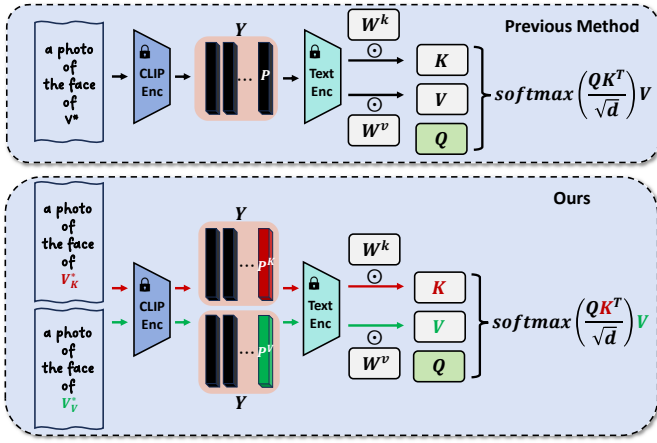 Previous Method
a photo
of
the face
of
V*
CLIP
Enc
Y
... P
Text
Enc
W^k
⊙
K
V
⊙
W^v
Q
softmax(QK^T/√d)V
Ours
a photo
of
the face
of
V*_K
a photo
of
the face
of
V*_V
CLIP
Enc
Y
... P^K
... P^V
Y
Text
Enc
W^k
⊙
K
V
⊙
W^v
Q
softmax(QK^T/√d)V